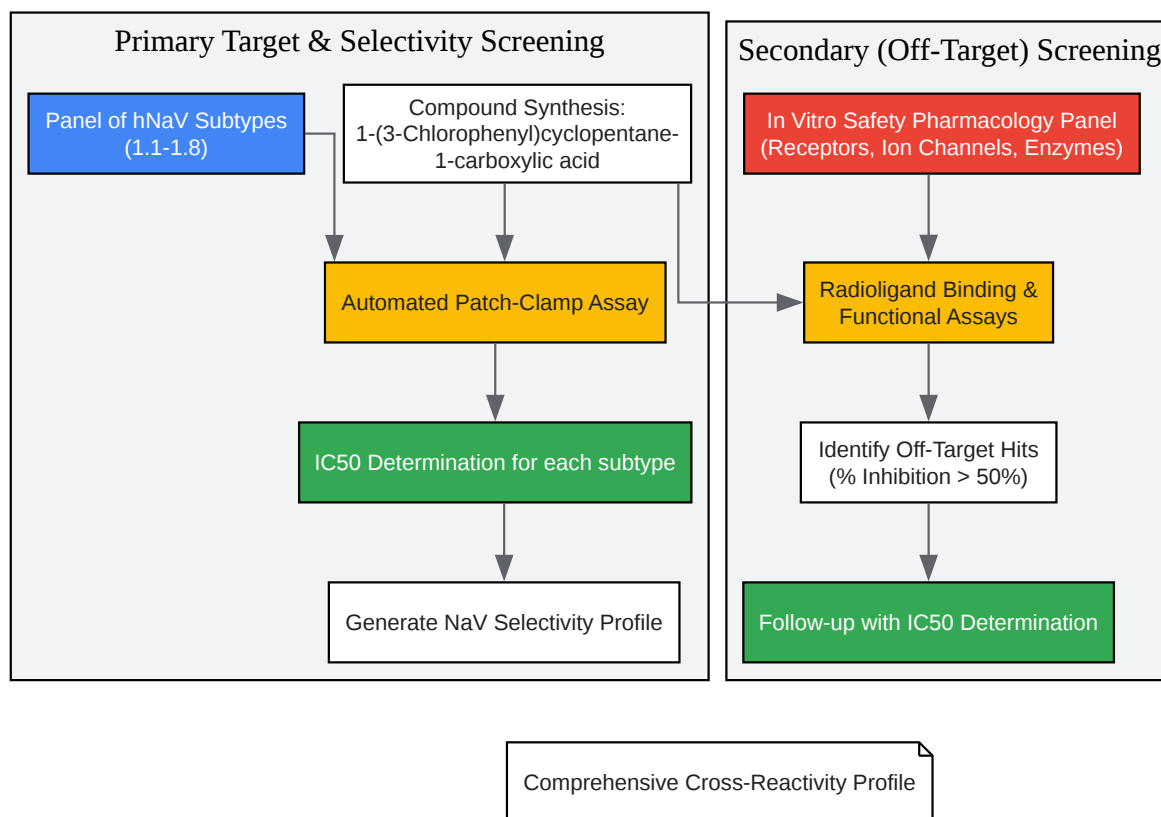 Primary Target & Selectivity Screening
Panel of hNaV Subtypes
(1.1-1.8)
Compound Synthesis:
1-(3-Chlorophenyl)cyclopentane-
1-carboxylic acid
Automated Patch-Clamp Assay
IC50 Determination for each subtype
Generate NaV Selectivity Profile
Secondary (Off-Target) Screening
In Vitro Safety Pharmacology Panel
(Receptors, Ion Channels, Enzymes)
Radioligand Binding &
Functional Assays
Identify Off-Target Hits
(% Inhibition > 50%)
Follow-up with IC50 Determination
Comprehensive Cross-Reactivity Profile